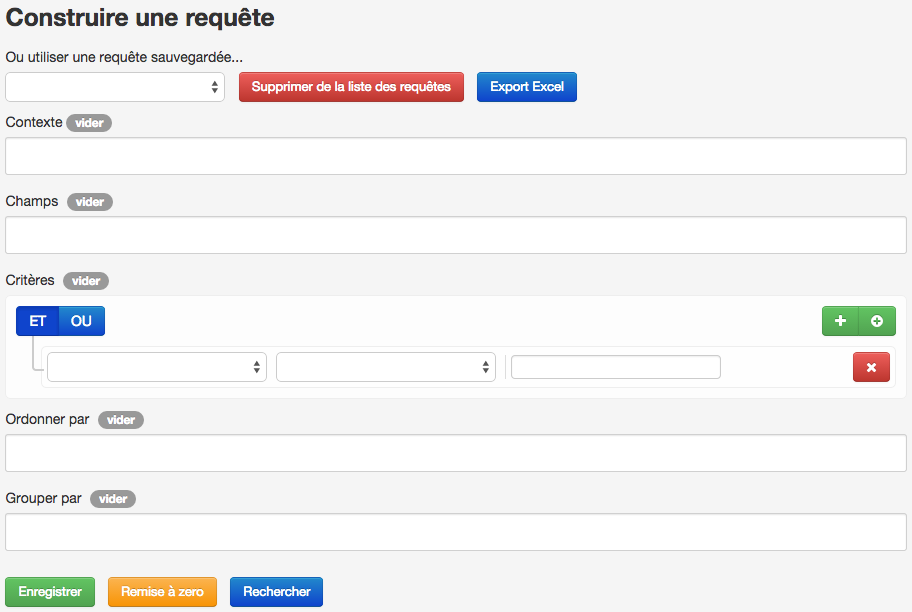 Construire une requête
Ou utiliser une requête sauvegardée...
Supprimer de la liste des requêtes
Export Excel
Contexte vider
Champs vider
Critères vider
ET OU
Ordonner par vider
Grouper par vider
Enregistrer Remise à zero Rechercher